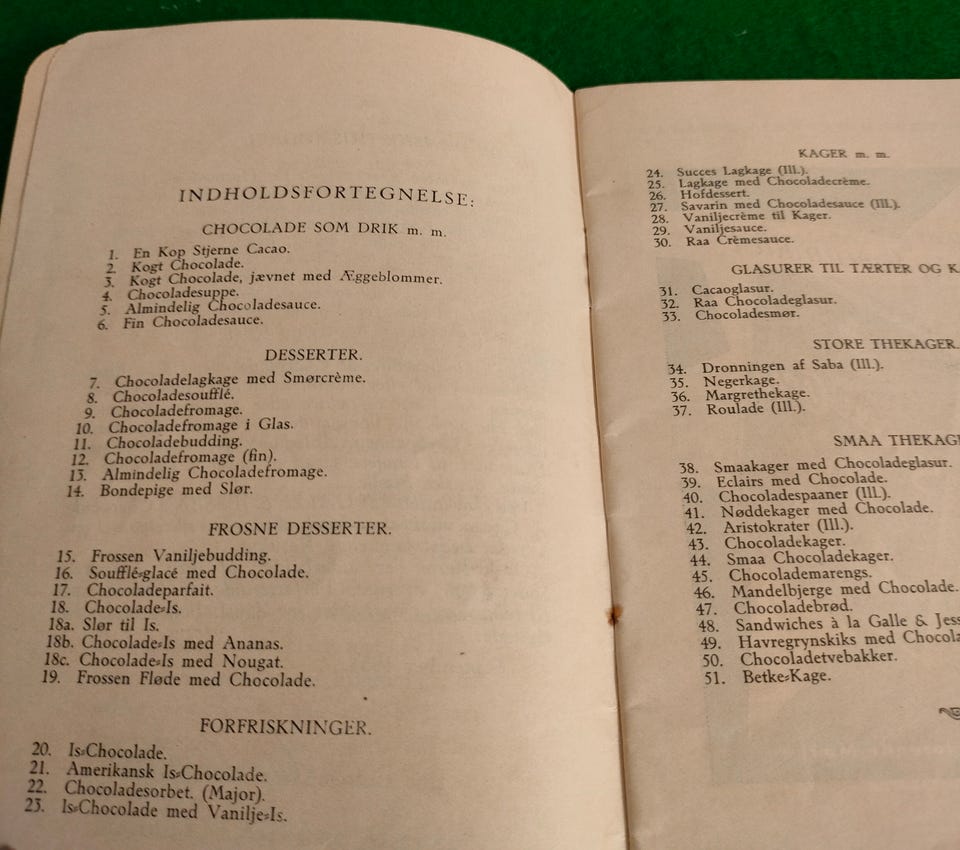 INDHOLDSFORTEGNELSE:
CHOCOLADE SOM DRIK m. m.
1. En Kop Stjerne Cacao.
2. Kogt Chocolade.
3. Kogt Chocolade, jævnet med Æggeblommer.
4. Chocoladesuppe.
5. Almindelig Chocoladesauce.
6. Fin Chocoladesauce.
DESSERTER.
7. Chocoladelagkage med Smørcrème.
8. Chocoladesoufflé.
9. Chocoladefromage.
10. Chocoladefromage i Glas.
11. Chocoladebudding.
12. Chocoladefromage (fin).
13. Almindelig Chocoladefromage.
14. Bondepige med Slør.
FROSNE DESSERTER.
15. Frossen Vaniljebudding.
16. Soufflé-glacé med Chocolade.
17. Chocoladeparfait.
18. Chocolade-Is.
18a. Slør til Is.
18b. Chocolade-Is med Ananas.
18c. Chocolade-Is med Nougat.
19. Frossen Fløde med Chocolade.
FORFRISKNINGER.
20. Is-Chocolade.
21. Amerikansk Is-Chocolade.
22. Chocoladesorbet. (Major).
23. Is-Chocolade med Vanilje-Is.
KAGER m. m.
24. Succes Lagkage (Ill.).
25. Lagkage med Chocoladecrème.
26. Hofdessert.
27. Savarin med Chocoladesauce (Ill.).
28. Vaniljecrème til Kager.
29. Vaniljesauce.
30. Raa Crèmesauce.
GLASURER TIL TÆRTER OG K
31. Cacaoglasur.
32. Raa Chocoladeglasur.
33. Chocoladesmør.
STORE THEKAGER.
34. Dronningen af Saba (Ill.).
35. Negerkage.
36. Margrethekage.
37. Roulade (Ill.).
SMAA THEKAG
38. Smaakager med Chocoladeglasur.
39. Eclairs med Chocolade.
40. Chocoladespaaner (Ill.).
41. Nøddekager med Chocolade.
42. Aristokrater (Ill.).
43. Chocoladekager.
44. Smaa Chocoladekager.
45. Chocolademarengs.
46. Mandelbjerge med Chocolade.
47. Chocoladebrød.
48. Sandwiches à la Galle & Jess
49. Havregrynskiks med Chocola
50. Chocoladetvebakker.
51. Betke-Kage.